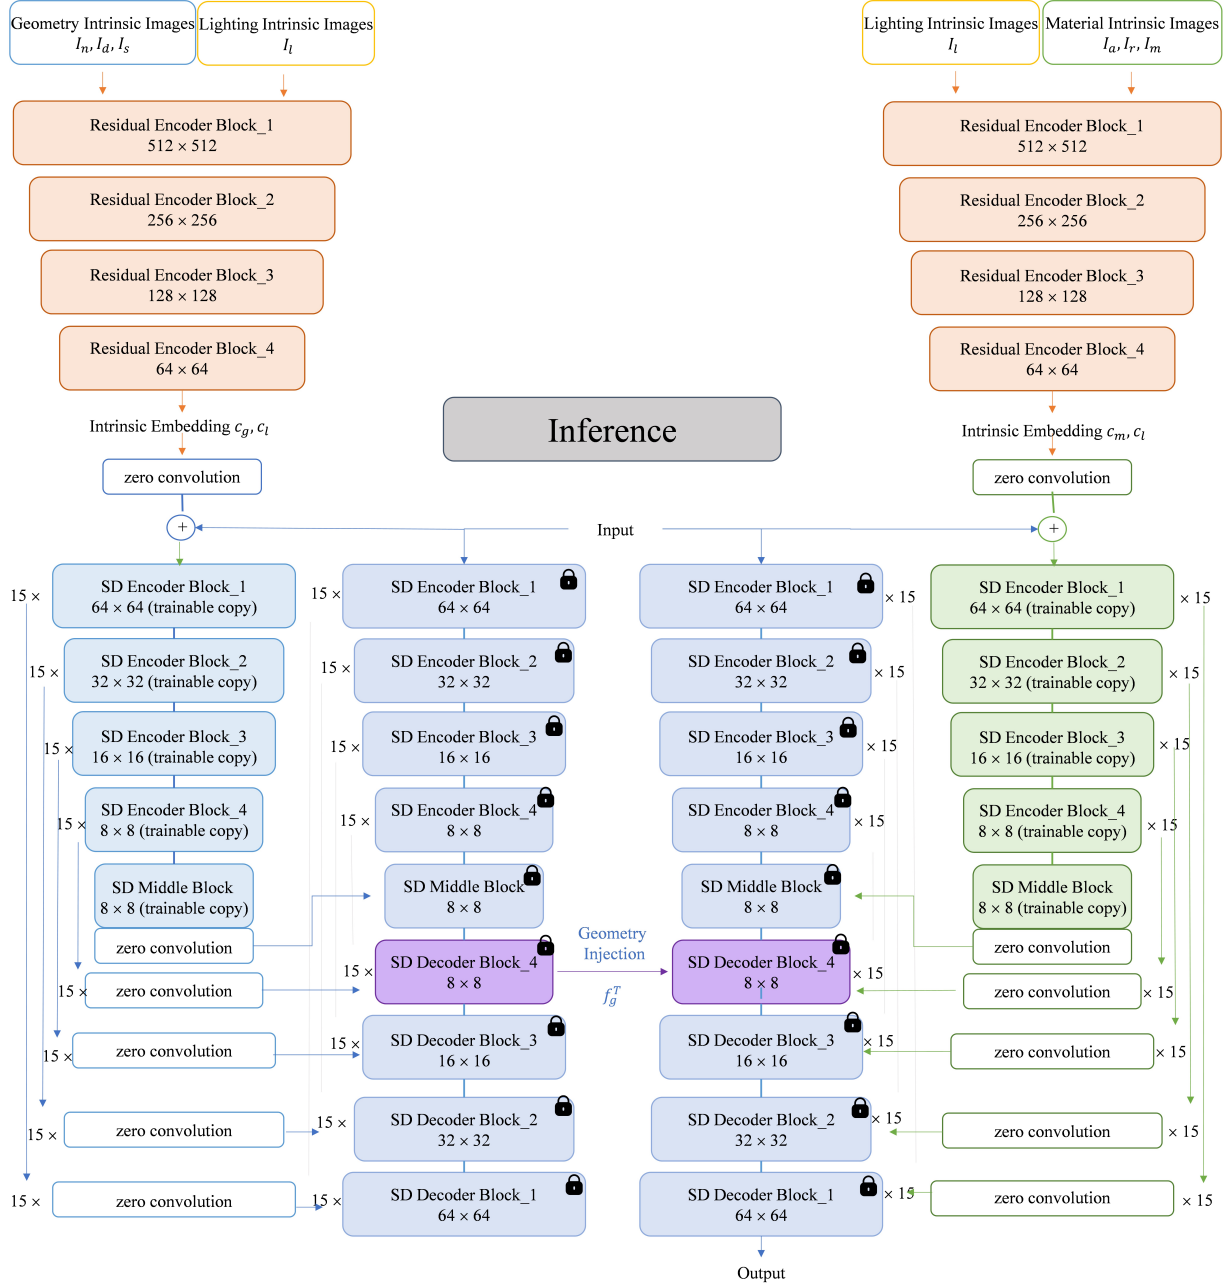 Geometry Intrinsic Images
Iₙ, I_d, Iₛ
Lighting Intrinsic Images
I_l
Residual Encoder Block_1
512 × 512
Residual Encoder Block_2
256 × 256
Residual Encoder Block_3
128 × 128
Residual Encoder Block_4
64 × 64
Intrinsic Embedding c_g, c_l
zero convolution
+
Lighting Intrinsic Images
I_l
Material Intrinsic Images
I_a, I_r, I_m
Residual Encoder Block_1
512 × 512
Residual Encoder Block_2
256 × 256
Residual Encoder Block_3
128 × 128
Residual Encoder Block_4
64 × 64
Intrinsic Embedding c_m, c_l
zero convolution
+
Inference
Input
15 ×
SD Encoder Block_1
64 × 64 (trainable copy)
15 ×
SD Encoder Block_2
32 × 32 (trainable copy)
15 ×
SD Encoder Block_3
16 × 16 (trainable copy)
15 ×
SD Encoder Block_4
8 × 8 (trainable copy)
SD Middle Block
8 × 8 (trainable copy)
zero convolution
15 ×
zero convolution
15 ×
zero convolution
15 ×
zero convolution
15 ×
zero convolution
15 ×
SD Encoder Block_1
64 × 64
15 ×
SD Encoder Block_2
32 × 32
15 ×
SD Encoder Block_3
16 × 16
15 ×
SD Encoder Block_4
8 × 8
SD Middle Block
8 × 8
15 ×
SD Decoder Block_4
8 × 8
15 ×
SD Decoder Block_3
16 × 16
15 ×
SD Decoder Block_2
32 × 32
15 ×
SD Decoder Block_1
64 × 64
Geometry
Injection
f_g^T
SD Encoder Block_1
64 × 64
× 15
SD Encoder Block_2
32 × 32
× 15
SD Encoder Block_3
16 × 16
× 15
SD Encoder Block_4
8 × 8
× 15
SD Middle Block
8 × 8
SD Decoder Block_4
8 × 8
× 15
SD Decoder Block_3
16 × 16
× 15
SD Decoder Block_2
32 × 32
× 15
SD Decoder Block_1
64 × 64
× 15
Output
SD Encoder Block_1
64 × 64 (trainable copy)
× 15
SD Encoder Block_2
32 × 32 (trainable copy)
× 15
SD Encoder Block_3
16 × 16 (trainable copy)
× 15
SD Encoder Block_4
8 × 8 (trainable copy)
× 15
SD Middle Block
8 × 8 (trainable copy)
zero convolution
zero convolution
× 15
zero convolution
× 15
zero convolution
× 15
zero convolution
× 15